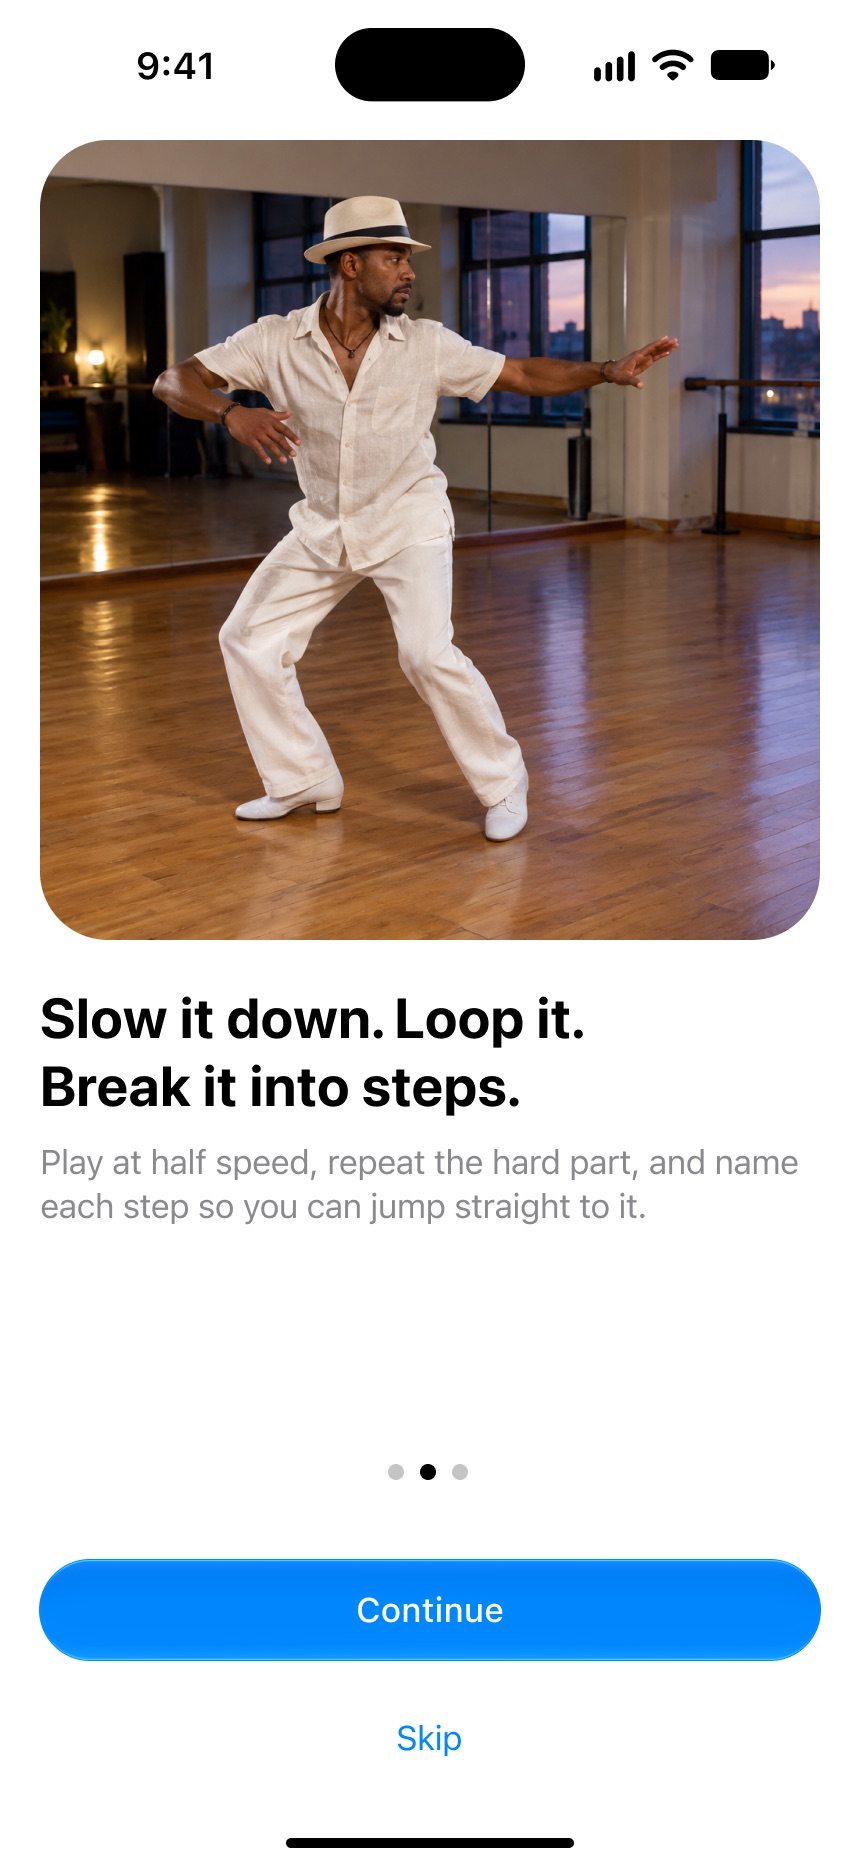 9:41
Slow it down. Loop it.
Break it into steps.
Play at half speed, repeat the hard part, and name
each step so you can jump straight to it.
Continue
Skip